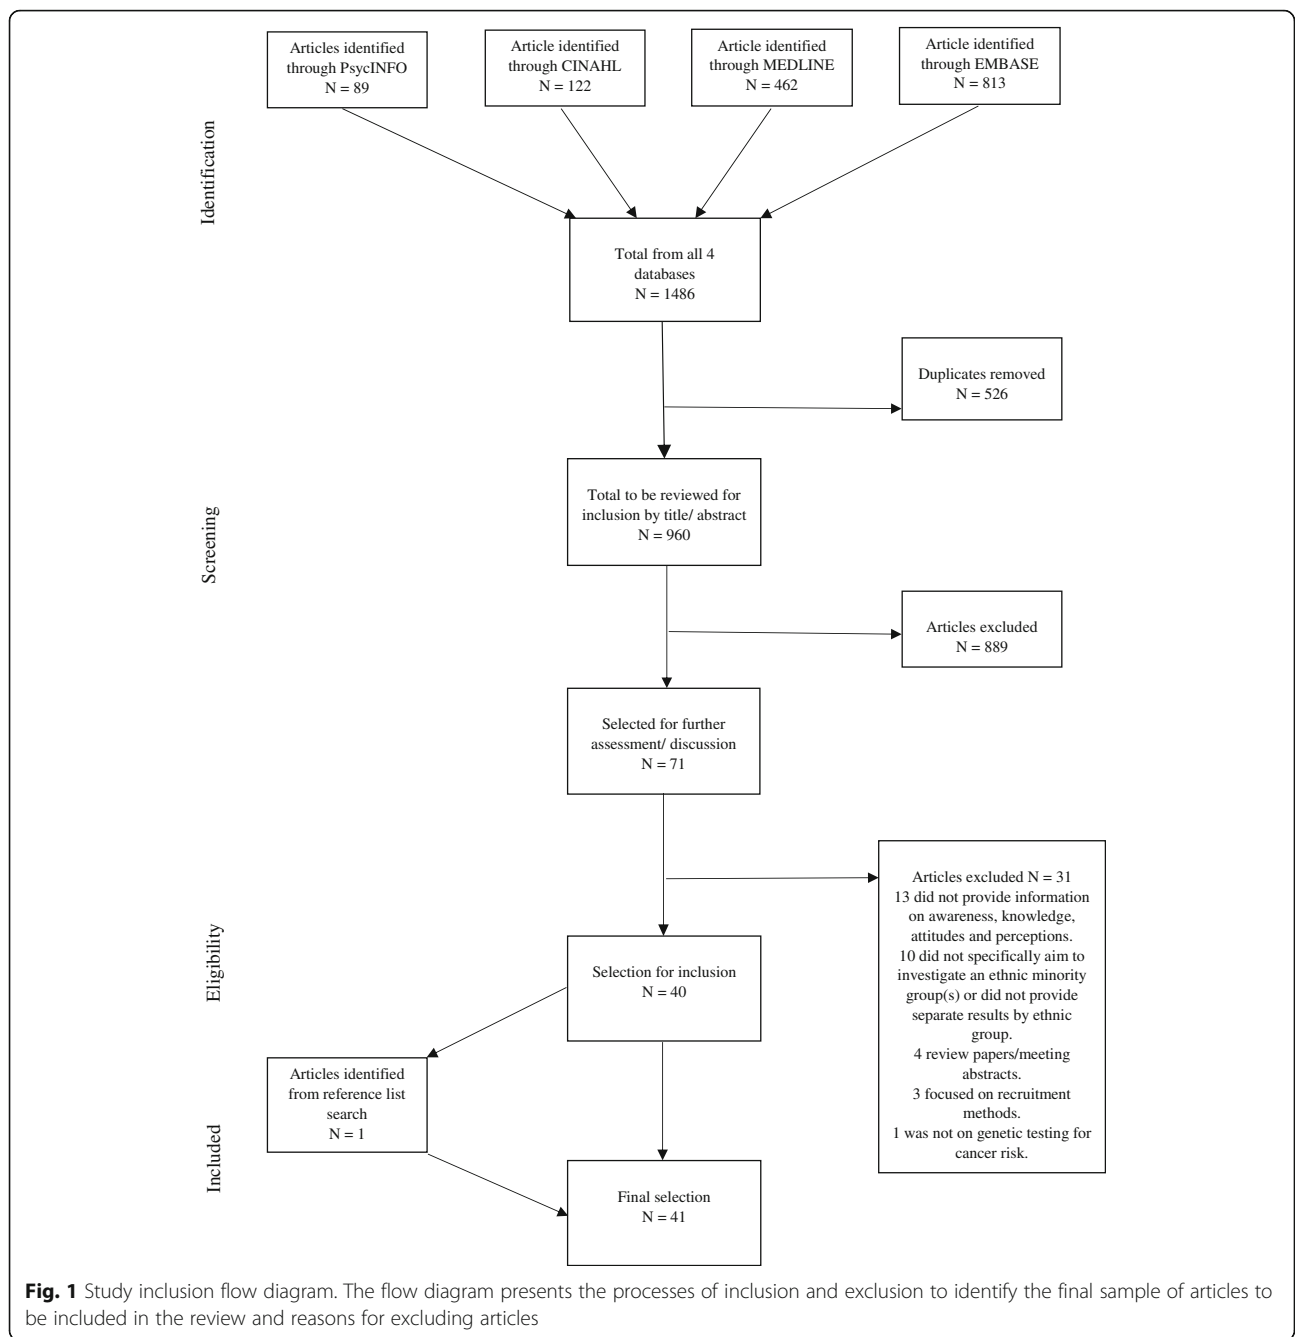 Articles identified
through PsycINFO
N = 89
Article identified
through CINAHL
N = 122
Article identified
through MEDLINE
N = 462
Article identified
through EMBASE
N = 813
Identification
Total from all 4
databases
N = 1486
Duplicates removed
N = 526
Screening
Total to be reviewed for
inclusion by title/ abstract
N = 960
Articles excluded
N = 889
Selected for further
assessment/ discussion
N = 71
Articles excluded N = 31
13 did not provide information
on awareness, knowledge,
attitudes and perceptions.
10 did not specifically aim to
investigate an ethnic minority
group(s) or did not provide
separate results by ethnic
group.
4 review papers/meeting
abstracts.
3 focused on recruitment
methods.
1 was not on genetic testing for
cancer risk.
Eligibility
Selection for inclusion
N = 40
Articles identified
from reference list
search
N = 1
Included
Final selection
N = 41
Fig. 1 Study inclusion flow diagram. The flow diagram presents the processes of inclusion and exclusion to identify the final sample of articles to
be included in the review and reasons for excluding articles